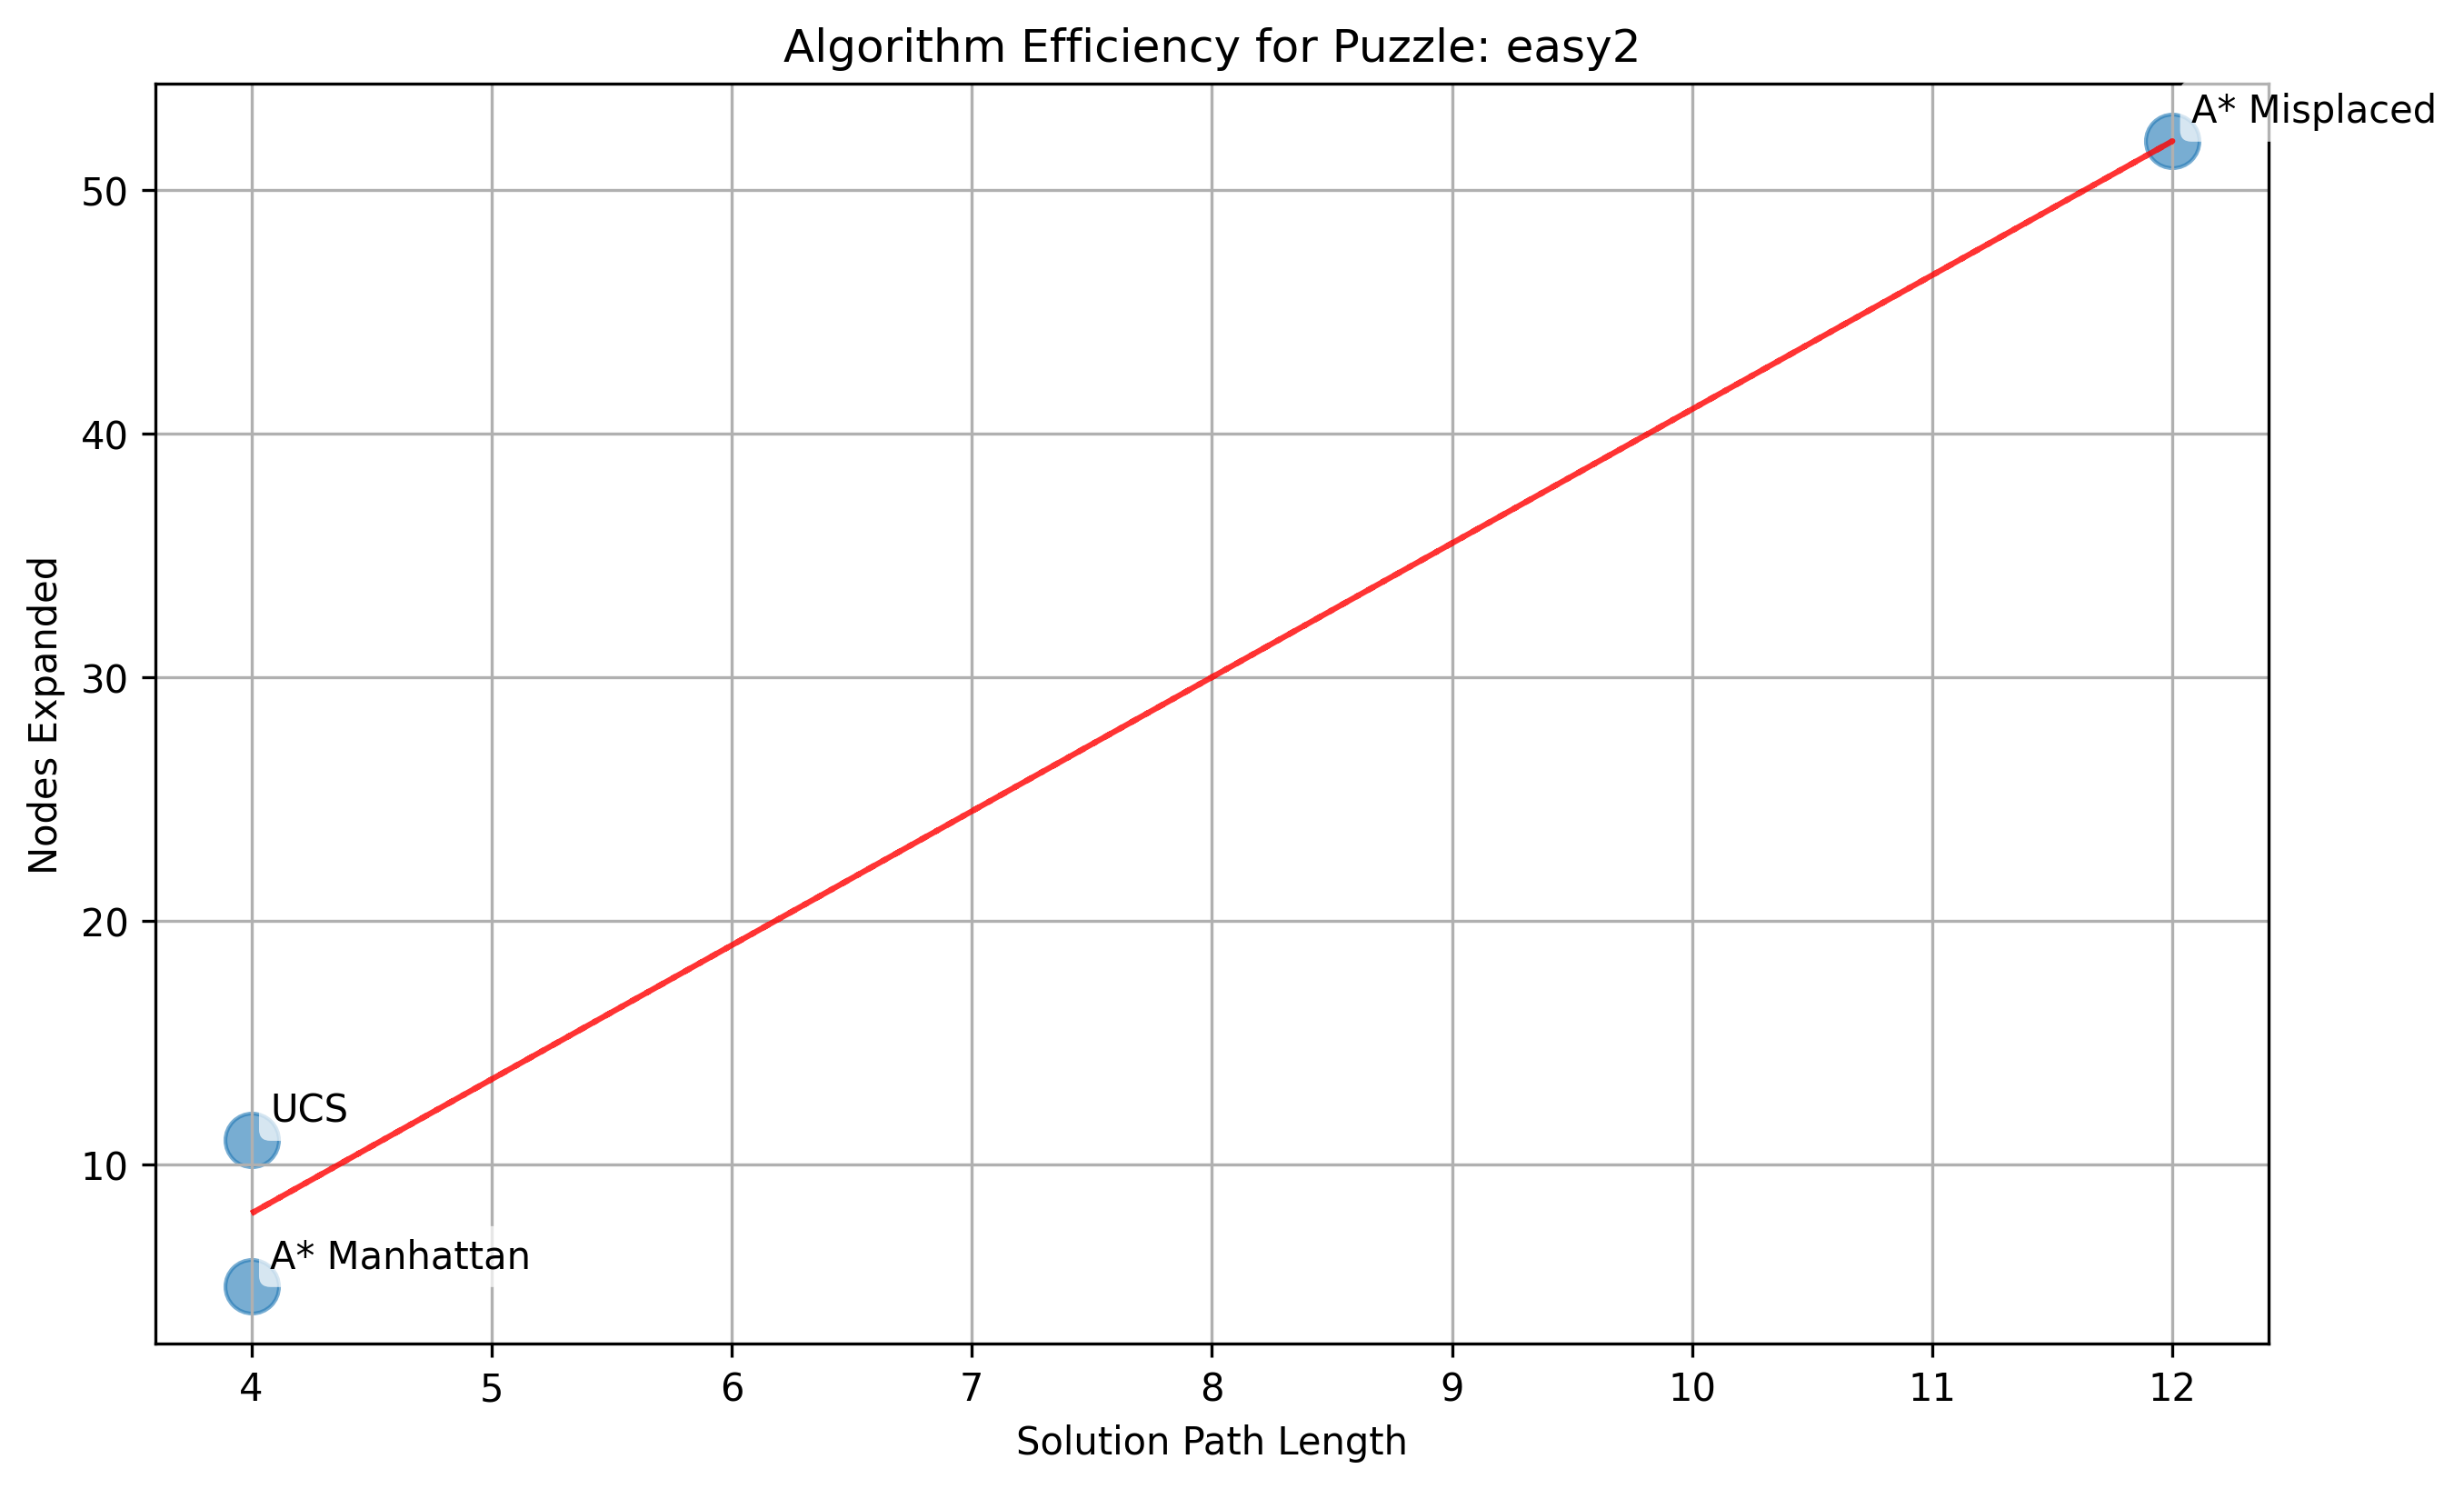 Algorithm Efficiency for Puzzle: easy2
A* Misplaced
50
40
30
20
10
Nodes Expanded
UCS
A* Manhattan
4 5 6 7 8 9 10 11 12
Solution Path Length